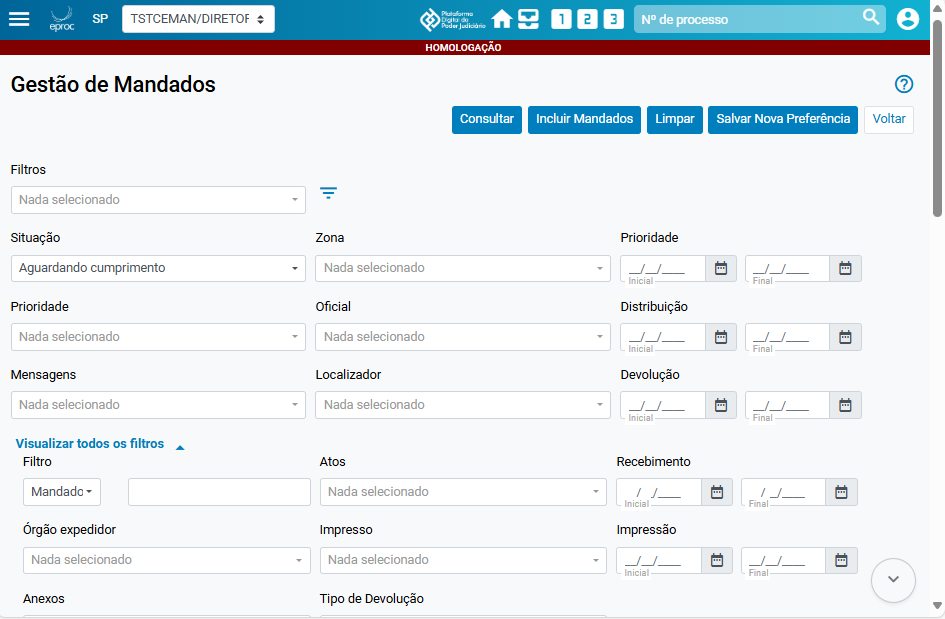 eproc
SP
TSTCEMAN/DIRETOF
Plataforma
Digital do
Poder Judiciário
1 2 3
Nº de processo
HOMOLOGAÇÃO
Gestão de Mandados
Consultar Incluir Mandados Limpar Salvar Nova Preferência Voltar
Filtros
Nada selecionado
Situação Zona Prioridade
Aguardando cumprimento Nada selecionado __/__/____ __/__/____
Inicial Final
Prioridade Oficial Distribuição
Nada selecionado Nada selecionado __/__/____ __/__/____
Inicial Final
Mensagens Localizador Devolução
Nada selecionado Nada selecionado __/__/____ __/__/____
Inicial Final
Visualizar todos os filtros
Filtro Atos Recebimento
Mandado Nada selecionado __/__/____ __/__/____
Inicial Final
Órgão expedidor Impresso Impressão
Nada selecionado Nada selecionado __/__/____ __/__/____
Inicial Final
Anexos Tipo de Devolução